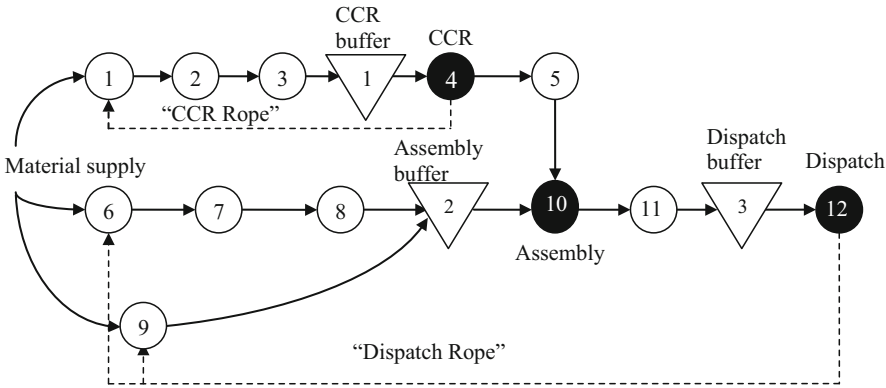 CCR
buffer
CCR
1
2
3
1
4
5
“CCR Rope”
Material supply
Assembly
buffer
Dispatch
buffer
Dispatch
6
7
8
2
10
11
3
12
Assembly
9
“Dispatch Rope”